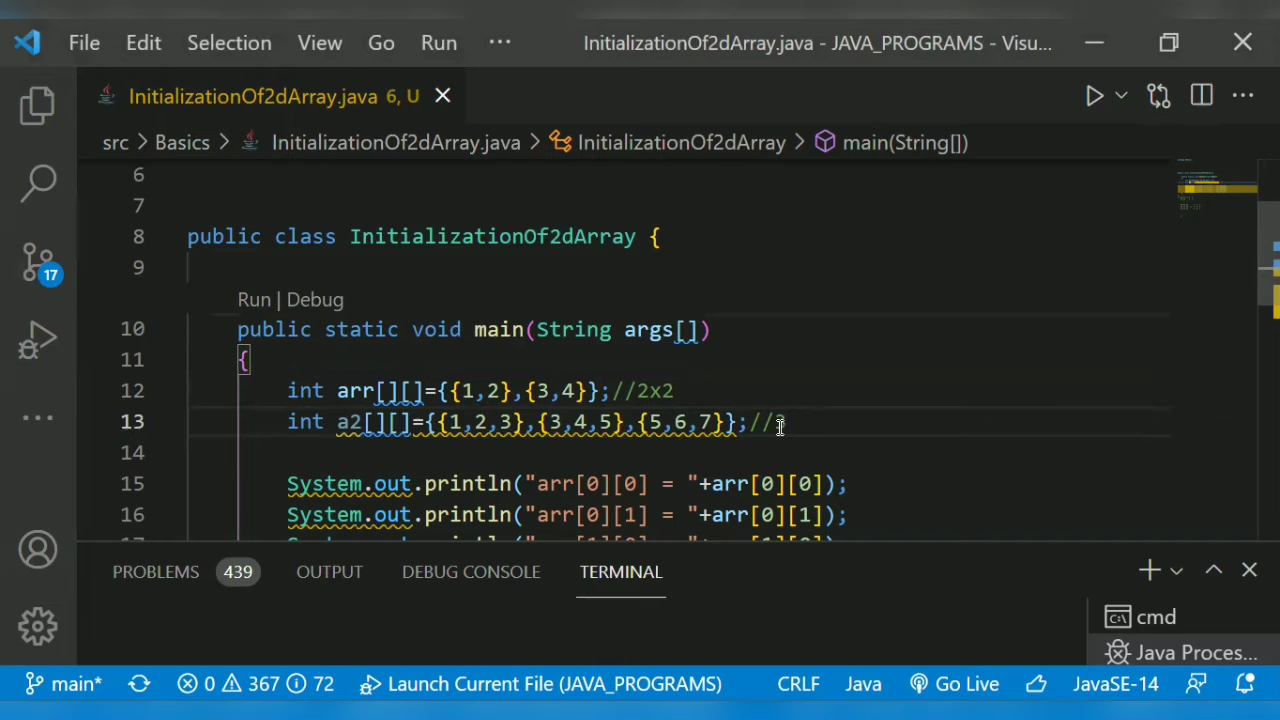 File Edit Selection View Go Run ··· InitializationOf2dArray.java - JAVA_PROGRAMS - Visu...
InitializationOf2dArray.java 6, U
src > Basics > InitializationOf2dArray.java > InitializationOf2dArray > main(String[])
6
7
8 public class InitializationOf2dArray {
9
Run | Debug
10 public static void main(String args[])
11 {
12 int arr[][]={{1,2},{3,4}};//2x2
13 int a2[][]={{1,2,3},{3,4,5},{5,6,7}};//3
14
15 System.out.println("arr[0][0] = "+arr[0][0]);
16 System.out.println("arr[0][1] = "+arr[0][1]);
17
PROBLEMS 439 OUTPUT DEBUG CONSOLE TERMINAL
cmd
Java Proces...
17
main* 0 367 72 Launch Current File (JAVA_PROGRAMS) CRLF Java Go Live JavaSE-14